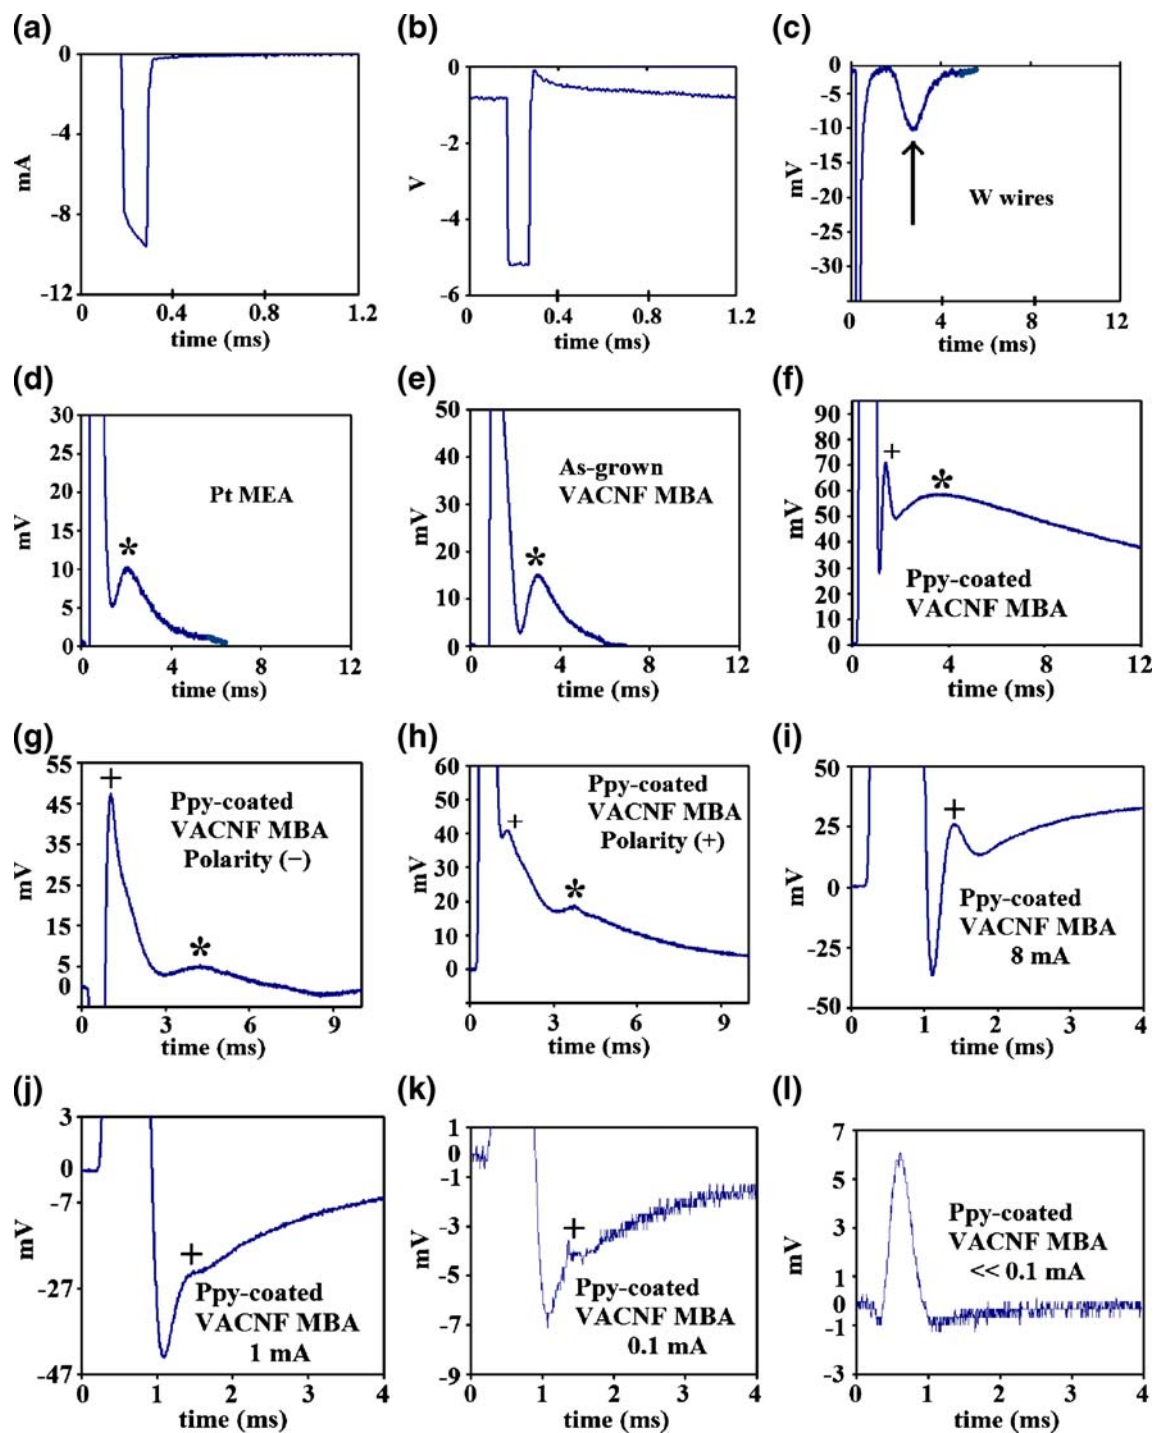 (a)
0
-4
-8
-12
mA
0 0.4 0.8 1.2
time (ms)
(b)
0
-2
-4
-6
V
0 0.4 0.8 1.2
time (ms)
(c)
0
-5
-10
-15
-20
-25
-30
mV
W wires
0 4 8 12
time (ms)
(d)
30
25
20
15
10
5
0
mV
Pt MEA
*
0 4 8 12
time (ms)
(e)
50
40
30
20
10
0
mV
As-grown
VACNF MBA
*
0 4 8 12
time (ms)
(f)
90
80
70
60
50
40
30
20
10
0
mV
+
*
Ppy-coated
VACNF MBA
0 4 8 12
time (ms)
(g)
55
45
35
25
15
5
0
mV
+
Ppy-coated
VACNF MBA
Polarity (−)
*
0 3 6 9
time (ms)
(h)
60
50
40
30
20
10
0
mV
Ppy-coated
VACNF MBA
Polarity (+)
+
*
0 3 6 9
time (ms)
(i)
50
25
0
-25
-50
mV
+
Ppy-coated
VACNF MBA
8 mA
0 1 2 3 4
time (ms)
(j)
3
0
-7
-27
-47
mV
+
Ppy-coated
VACNF MBA
1 mA
0 1 2 3 4
time (ms)
(k)
1
0
-1
-3
-5
-7
-9
mV
+
Ppy-coated
VACNF MBA
0.1 mA
0 1 2 3 4
time (ms)
(l)
7
5
3
1
0
-1
-3
mV
Ppy-coated
VACNF MBA
<< 0.1 mA
0 1 2 3 4
time (ms)